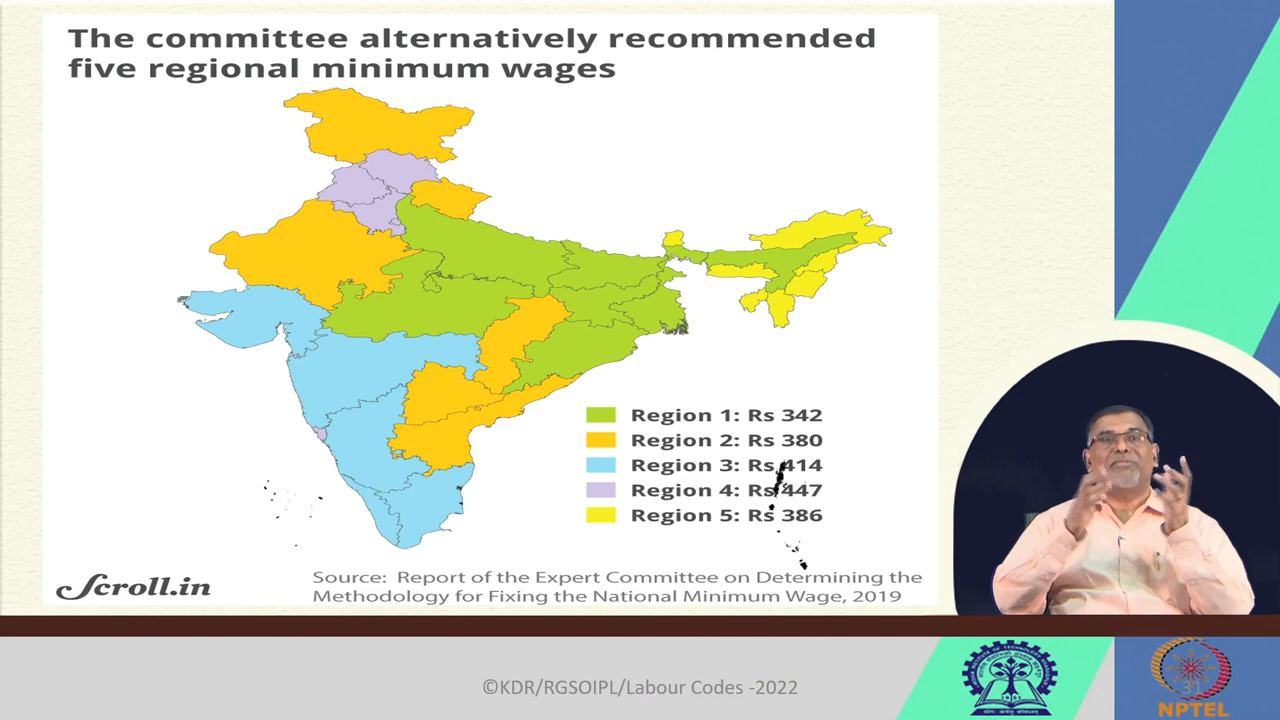 The committee alternatively recommended
five regional minimum wages
Region 1: Rs 342
Region 2: Rs 380
Region 3: Rs 414
Region 4: Rs 447
Region 5: Rs 386
Source: Report of the Expert Committee on Determining the
Methodology for Fixing the National Minimum Wage, 2019
Scroll.in
©KDR/RGSOIPL/Labour Codes -2022
31
NPTEL